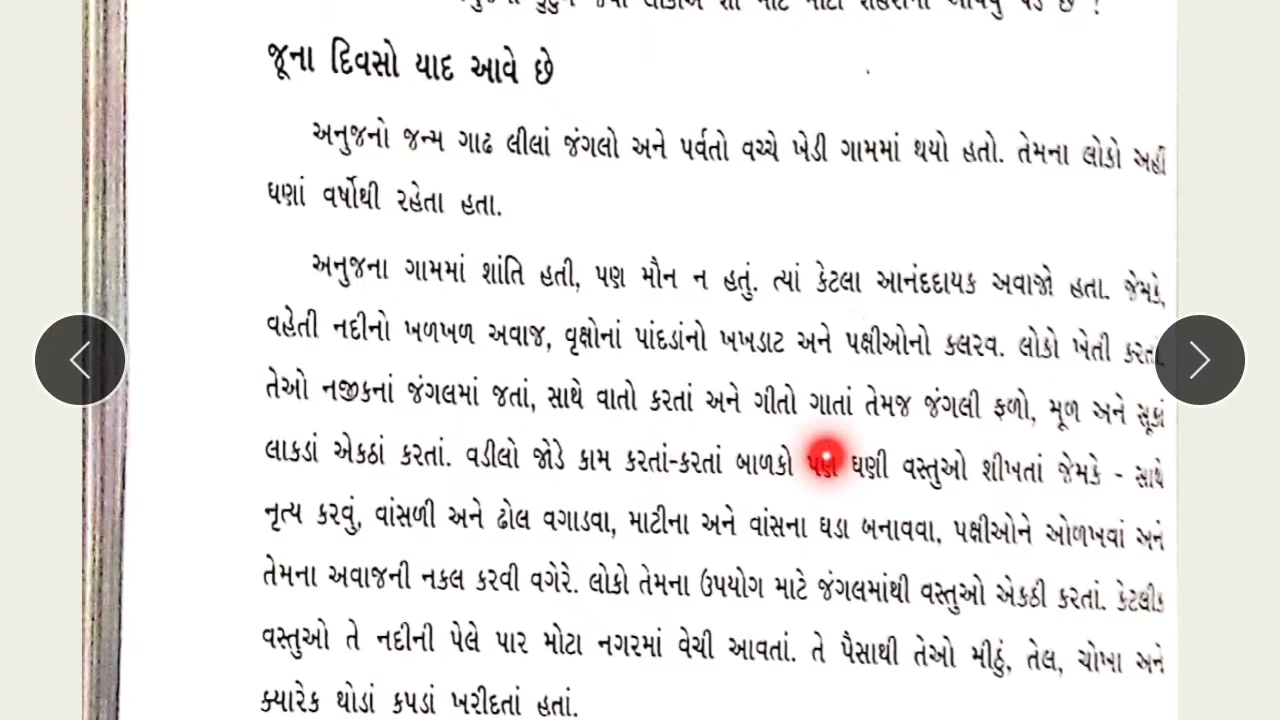 જૂના દિવસો યાદ આવે છે
અનુજનો જન્મ ગાઢ લીલાં જંગલો અને પર્વતો વચ્ચે ખેડી ગામમાં થયો હતો. તેમના લોકો અહીં
ઘણાં વર્ષોથી રહેતા હતા.
અનુજના ગામમાં શાંતિ હતી, પણ મૌન ન હતું. ત્યાં કેટલા આનંદદાયક અવાજો હતા. જેમકે,
વહેતી નદીનો ખળખળ અવાજ, વૃક્ષોનાં પાંદડાંનો ખખડાટ અને પક્ષીઓનો કલરવ. લોકો ખેતી
તેઓ નજીકનાં જંગલમાં જતાં, સાથે વાતો કરતાં અને ગીતો ગાતાં તેમજ જંગલી ફળો, મૂળ અને સૂકાં
લાકડાં એકઠાં કરતાં. વડીલો જોડે કામ કરતાં-કરતાં બાળકો પણ ઘણી વસ્તુઓ શીખતાં જેમકે - સાથે
નૃત્ય કરવું, વાંસળી અને ઢોલ વગાડવા, માટીના અને વાંસના ઘડા બનાવવા, પક્ષીઓને ઓળખવાં અને
તેમના અવાજની નકલ કરવી વગેરે. લોકો તેમના ઉપયોગ માટે જંગલમાંથી વસ્તુઓ એકઠી કરતાં. કેટલીક
વસ્તુઓ તે નદીની પેલે પાર મોટા નગરમાં વેચી આવતાં. તે પૈસાથી તેઓ મીઠું, તેલ, ચોખા અને
ક્યારેક થોડાં કપડાં ખરીદતાં હતાં.